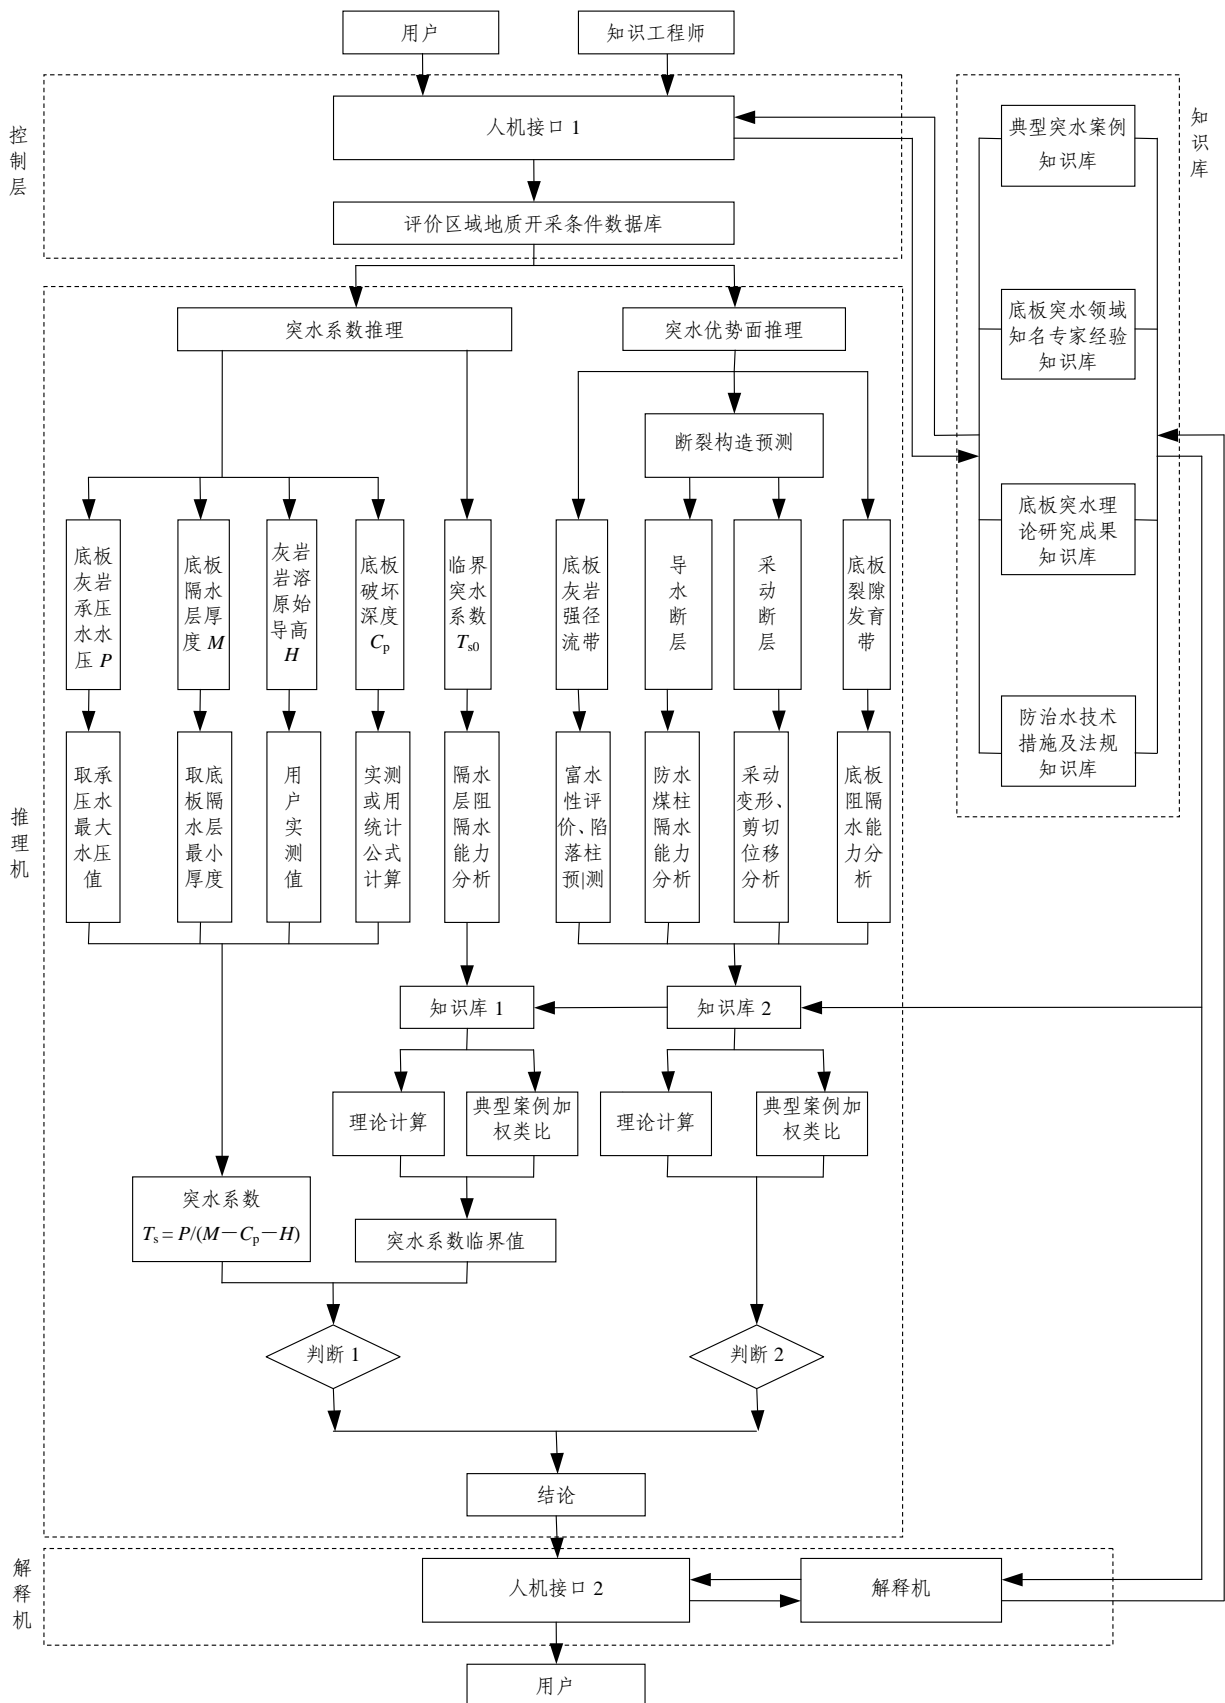 用户
知识工程师
控
制
层
人机接口 1
评价区域地质开采条件数据库
知
识
库
典型突水案例
知识库
底板突水领域
知名专家经验
知识库
底板突水理
论研究成果
知识库
防治水技术
措施及法规
知识库
推
理
机
突水系数推理
突水优势面推理
断裂构造预测
底板
灰岩
承压
水水
压 P
底板
隔水
层厚
度 M
灰岩
岩溶
原始
导高
H
底板
破坏
深度
Cp
临界
突水
系数
Ts0
底板
灰岩
强径
流带
导
水
断
层
采
动
断
层
底板
裂隙
发育
带
取承
压水
最大
水压
值
取底
板隔
水层
最小
厚度
用
户
实
测
值
实测
或用
统计
公式
计算
隔水
层阻
隔水
能力
分析
富水
性评
价、陷
落柱
预|测
防水
煤柱
隔水
能力
分析
采动
变形、
剪切
位移
分析
底板
阻隔
水能
力分
析
知识库 1
知识库 2
理论计算
典型案例加
权类比
理论计算
典型案例加
权类比
突水系数
Ts = P/(M－Cp－H)
突水系数临界值
判断 1
判断 2
结论
解
释
机
人机接口 2
解释机
用户